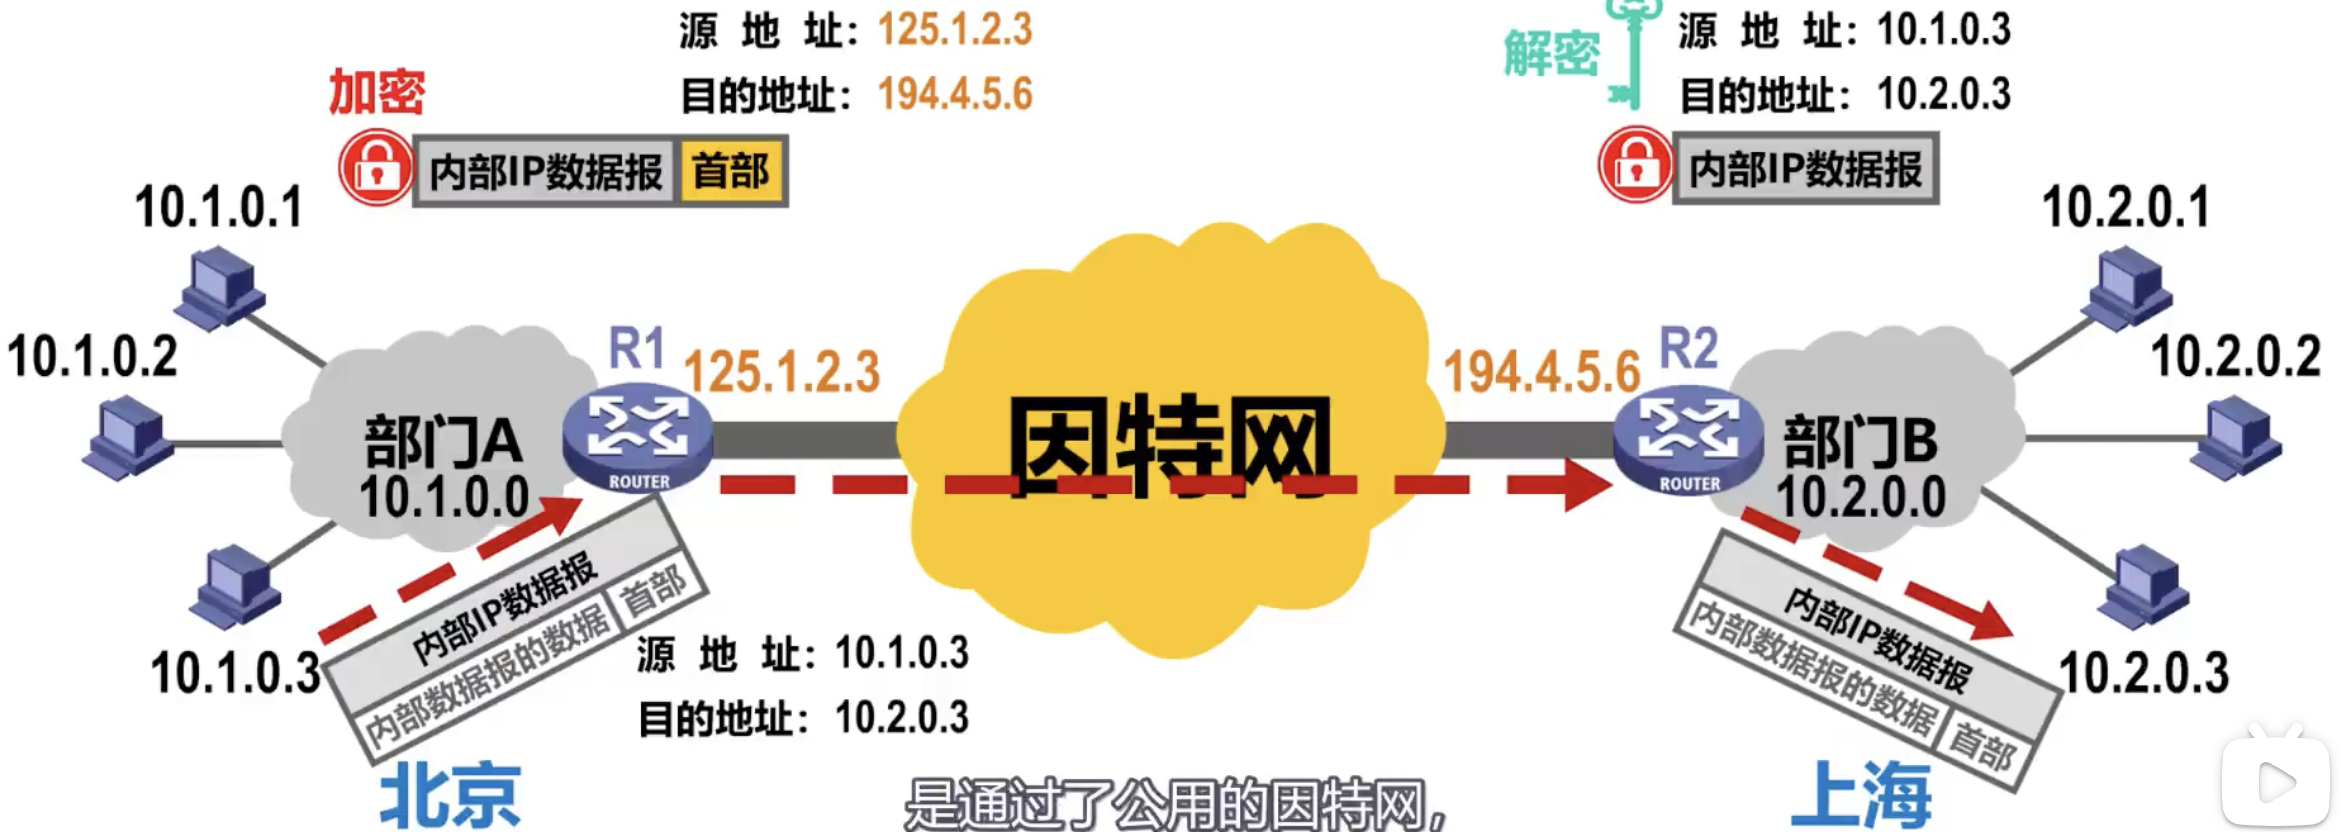 源地址：125.1.2.3
目的地址：194.4.5.6
加密
内部IP数据报 首部
解密
源地址：10.1.0.3
目的地址：10.2.0.3
内部IP数据报
10.1.0.1
10.1.0.2
10.1.0.3
部门A
10.1.0.0
R1
ROUTER
125.1.2.3
因特网
194.4.5.6
R2
ROUTER
部门B
10.2.0.0
10.2.0.1
10.2.0.2
10.2.0.3
内部IP数据报
内部数据报的数据 首部
源地址：10.1.0.3
目的地址：10.2.0.3
内部IP数据报
内部数据报的数据 首部
北京
上海
是通过了公用的因特网，